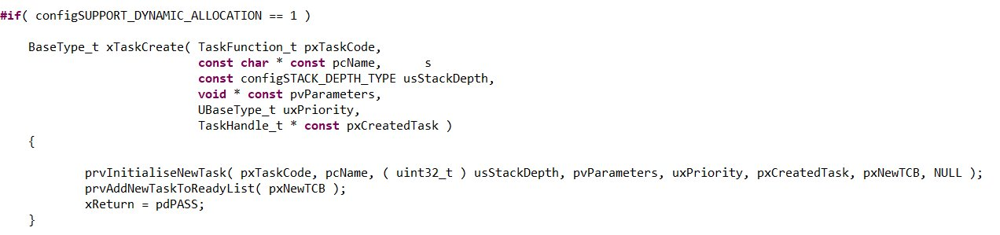 #if( configSUPPORT_DYNAMIC_ALLOCATION == 1 )
BaseType_t xTaskCreate( TaskFunction_t pxTaskCode,
const char * const pcName, s
const configSTACK_DEPTH_TYPE usStackDepth,
void * const pvParameters,
UBaseType_t uxPriority,
TaskHandle_t * const pxCreatedTask )
{
prvInitialiseNewTask( pxTaskCode, pcName, ( uint32_t ) usStackDepth, pvParameters, uxPriority, pxCreatedTask, pxNewTCB, NULL );
prvAddNewTaskToReadyList( pxNewTCB );
xReturn = pdPASS;
}